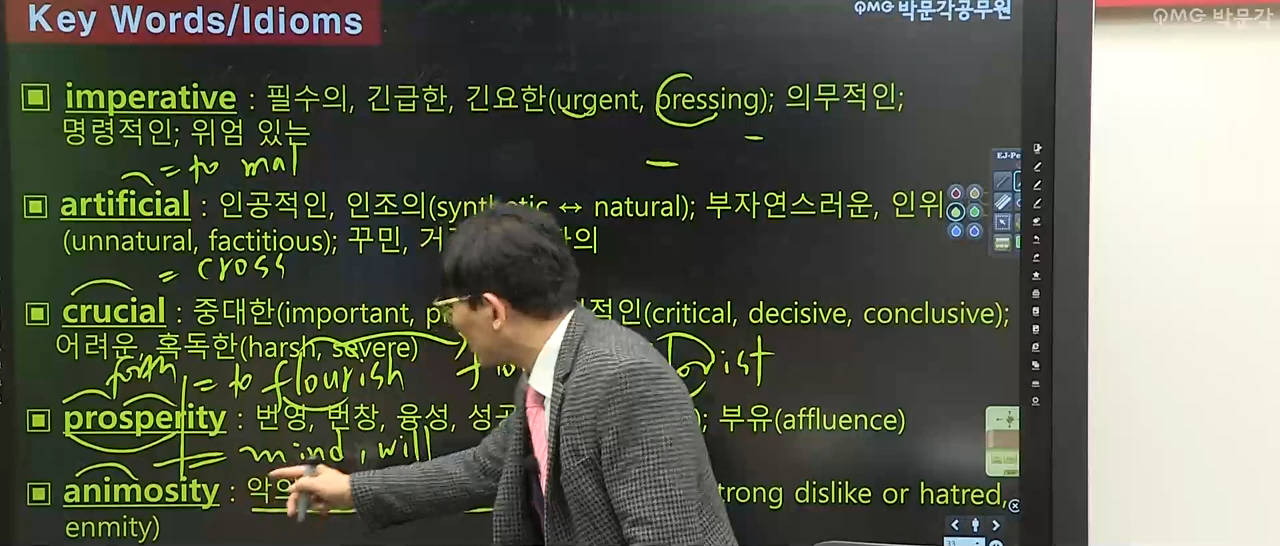 Key Words/Idioms
PMG 박문각공무원
PMG 박문각
imperative : 필수의, 긴급한, 긴요한(urgent, pressing); 의무적인;
명령적인; 위엄 있는
= to
artificial : 인공적인, 인조의(synthetic ↔ natural); 부자연스러운, 인위
(unnatural, factitious); 꾸민,
= cross
crucial : 중대한(important, 적인(critical, decisive, conclusive);
어려운, 혹독한(harsh, severe)
= to flourish
prosperity : 번영, 번창, 융성, 부유(affluence)
= mind, will
animosity : strong dislike or hatred,
enmity)